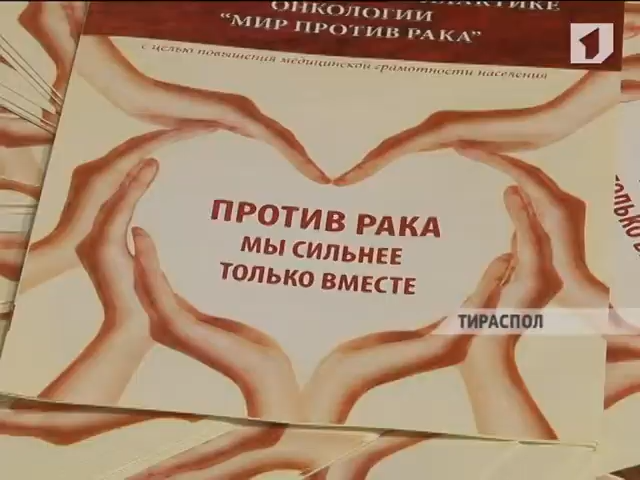 ОНКОЛОГИИ
“МИР ПРОТИВ РАКА”
с целью повышения медицинской грамотности населения
ПРОТИВ РАКА
МЫ СИЛЬНЕЕ
ТОЛЬКО ВМЕСТЕ
1
ТИРАСПОЛ